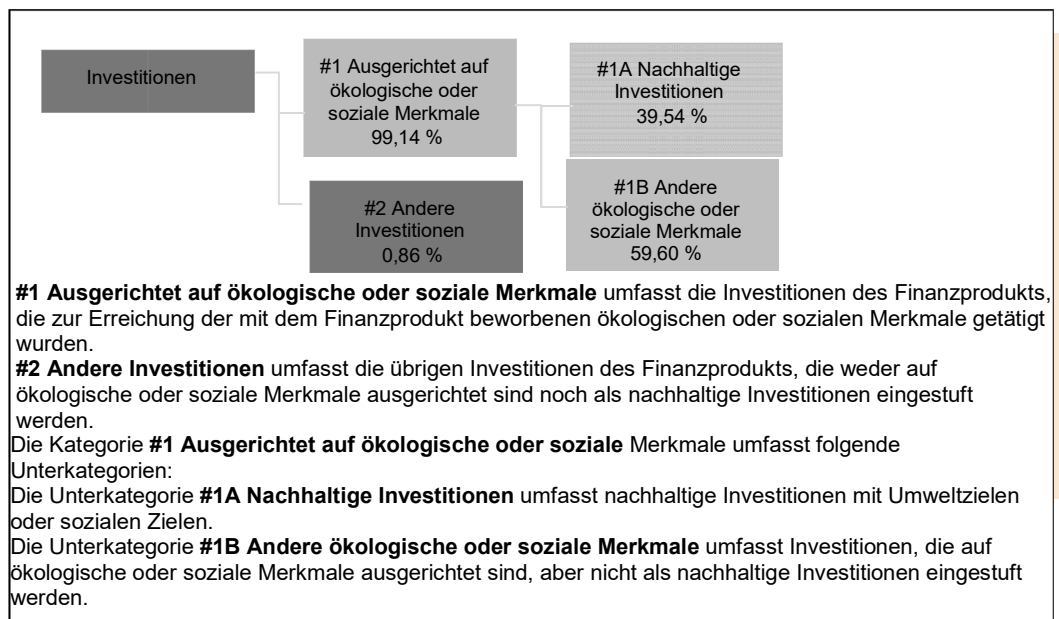 Investitionen
#1 Ausgerichtet auf
ökologische oder
soziale Merkmale
99,14 %
#1A Nachhaltige
Investitionen
39,54 %
#2 Andere
Investitionen
0,86 %
#1B Andere
ökologische oder
soziale Merkmale
59,60 %
#1 Ausgerichtet auf ökologische oder soziale Merkmale umfasst die Investitionen des Finanzprodukts,
die zur Erreichung der mit dem Finanzprodukt beworbenen ökologischen oder sozialen Merkmale getätigt
wurden.
#2 Andere Investitionen umfasst die übrigen Investitionen des Finanzprodukts, die weder auf
ökologische oder soziale Merkmale ausgerichtet sind noch als nachhaltige Investitionen eingestuft
werden.
Die Kategorie #1 Ausgerichtet auf ökologische oder soziale Merkmale umfasst folgende
Unterkategorien:
Die Unterkategorie #1A Nachhaltige Investitionen umfasst nachhaltige Investitionen mit Umweltzielen
oder sozialen Zielen.
Die Unterkategorie #1B Andere ökologische oder soziale Merkmale umfasst Investitionen, die auf
ökologische oder soziale Merkmale ausgerichtet sind, aber nicht als nachhaltige Investitionen eingestuft
werden.